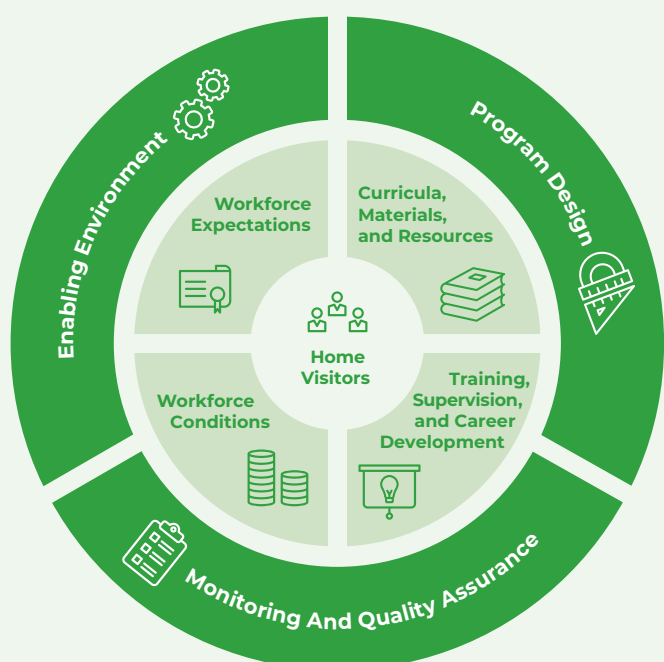 Enabling Environment
Program Design
Workforce
Expectations
Curricula,
Materials,
and Resources
Home
Visitors
Workforce
Conditions
Training,
Supervision,
and Career
Development
Monitoring And Quality Assurance